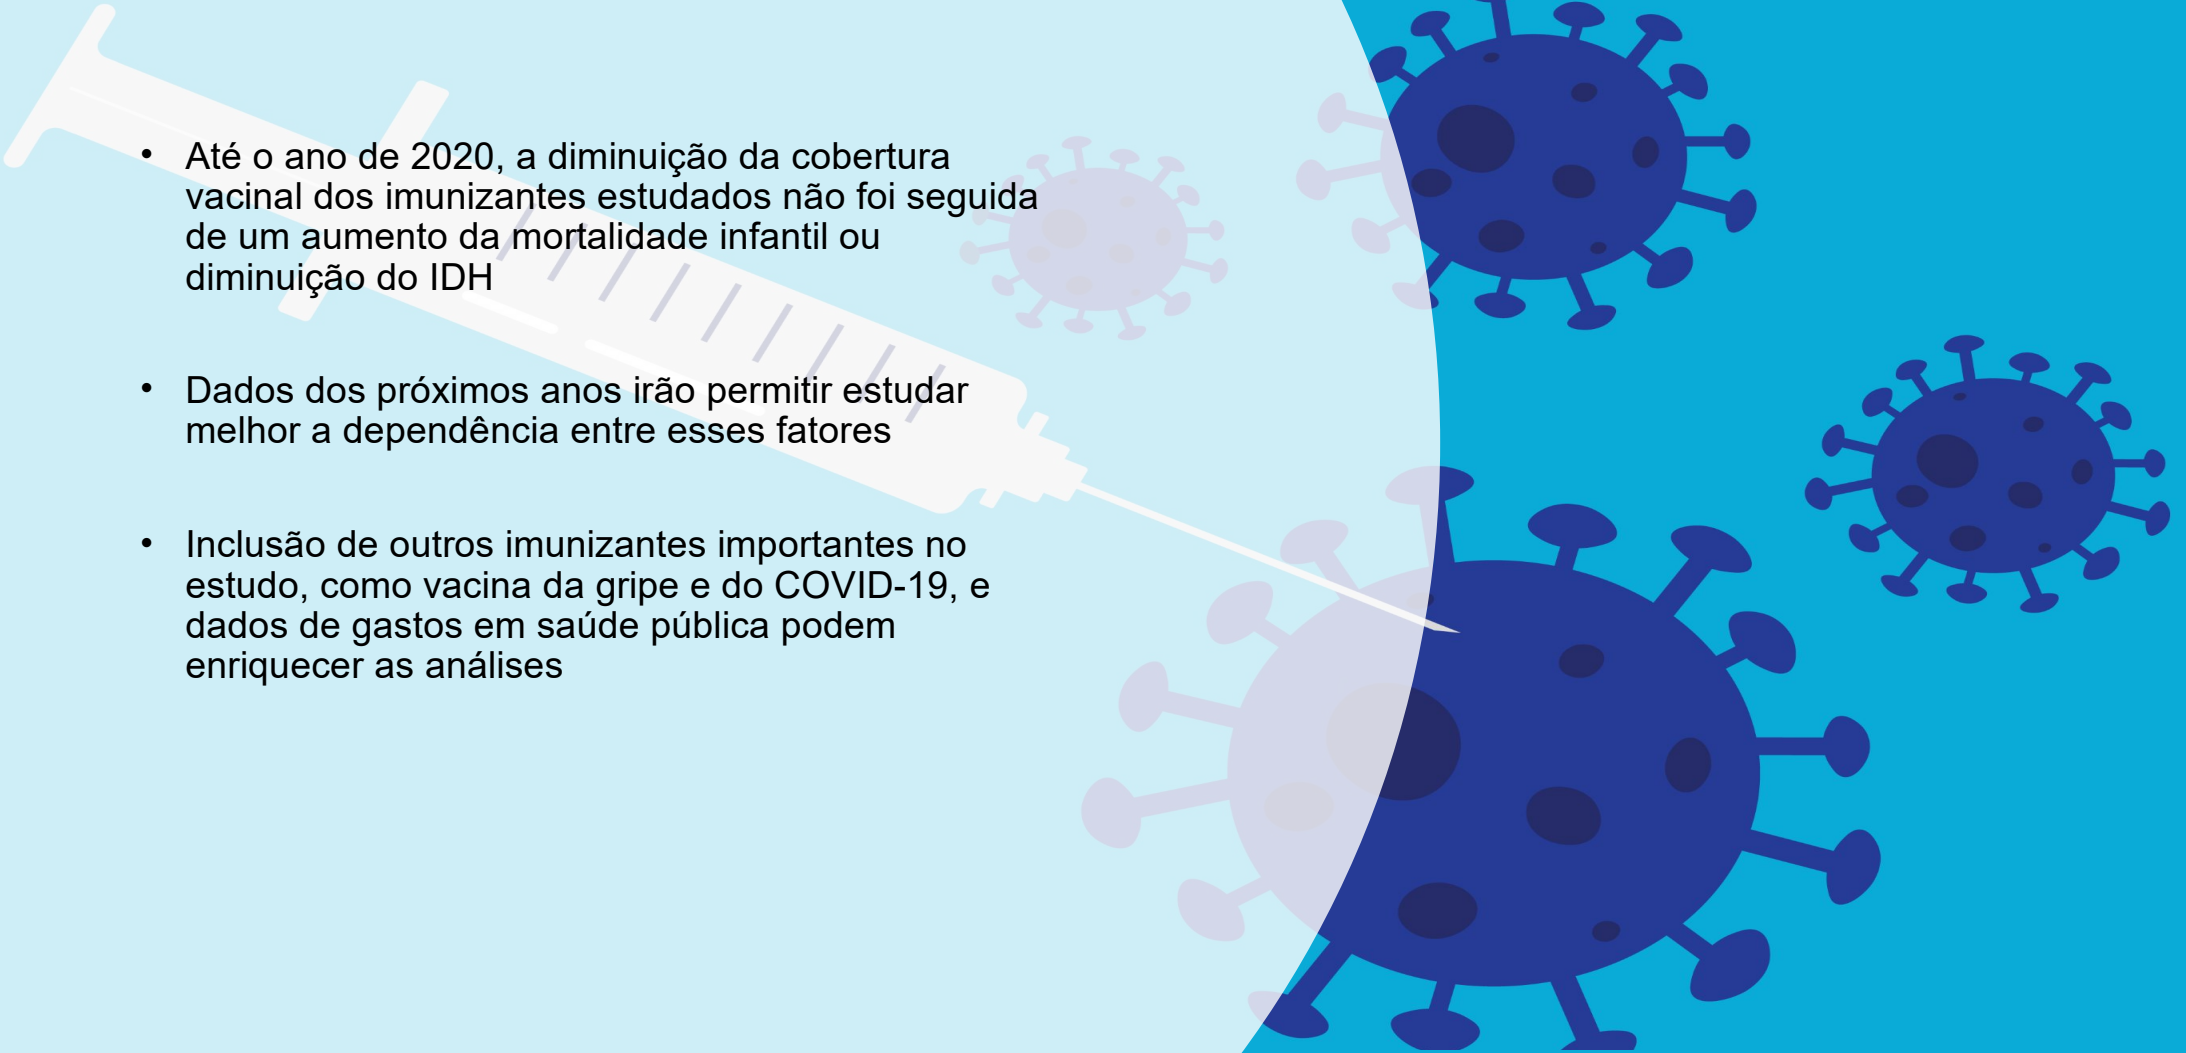 • Até o ano de 2020, a diminuição da cobertura
vacinal dos imunizantes estudados não foi seguida
de um aumento da mortalidade infantil ou
diminuição do IDH
• Dados dos próximos anos irão permitir estudar
melhor a dependência entre esses fatores
• Inclusão de outros imunizantes importantes no
estudo, como vacina da gripe e do COVID-19, e
dados de gastos em saúde pública podem
enriquecer as análises